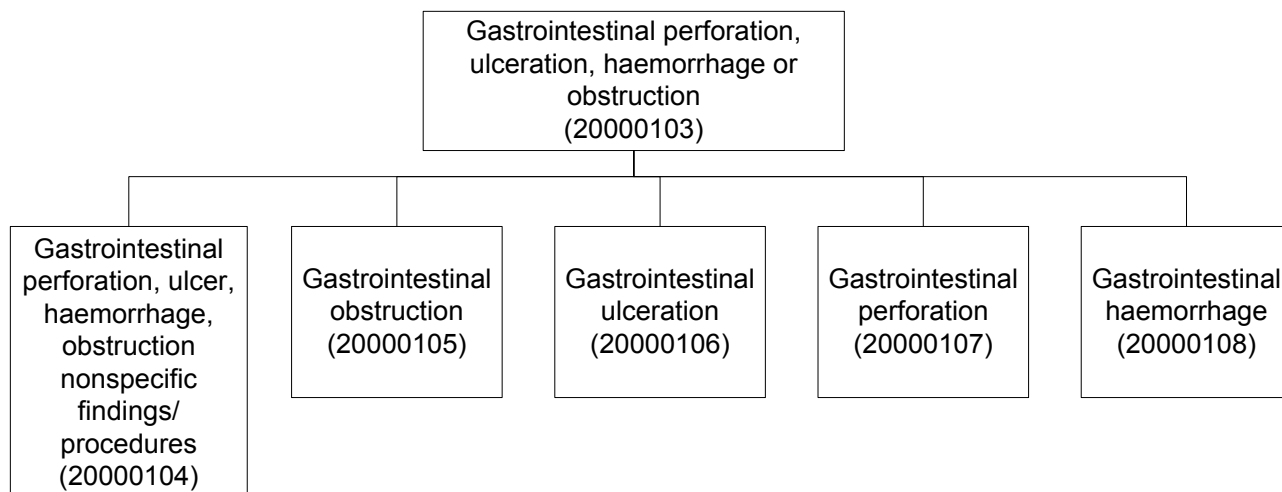 Gastrointestinal perforation,
ulceration, haemorrhage or
obstruction
(20000103)
Gastrointestinal
perforation, ulcer,
haemorrhage,
obstruction
nonspecific
findings/
procedures
(20000104)
Gastrointestinal
obstruction
(20000105)
Gastrointestinal
ulceration
(20000106)
Gastrointestinal
perforation
(20000107)
Gastrointestinal
haemorrhage
(20000108)